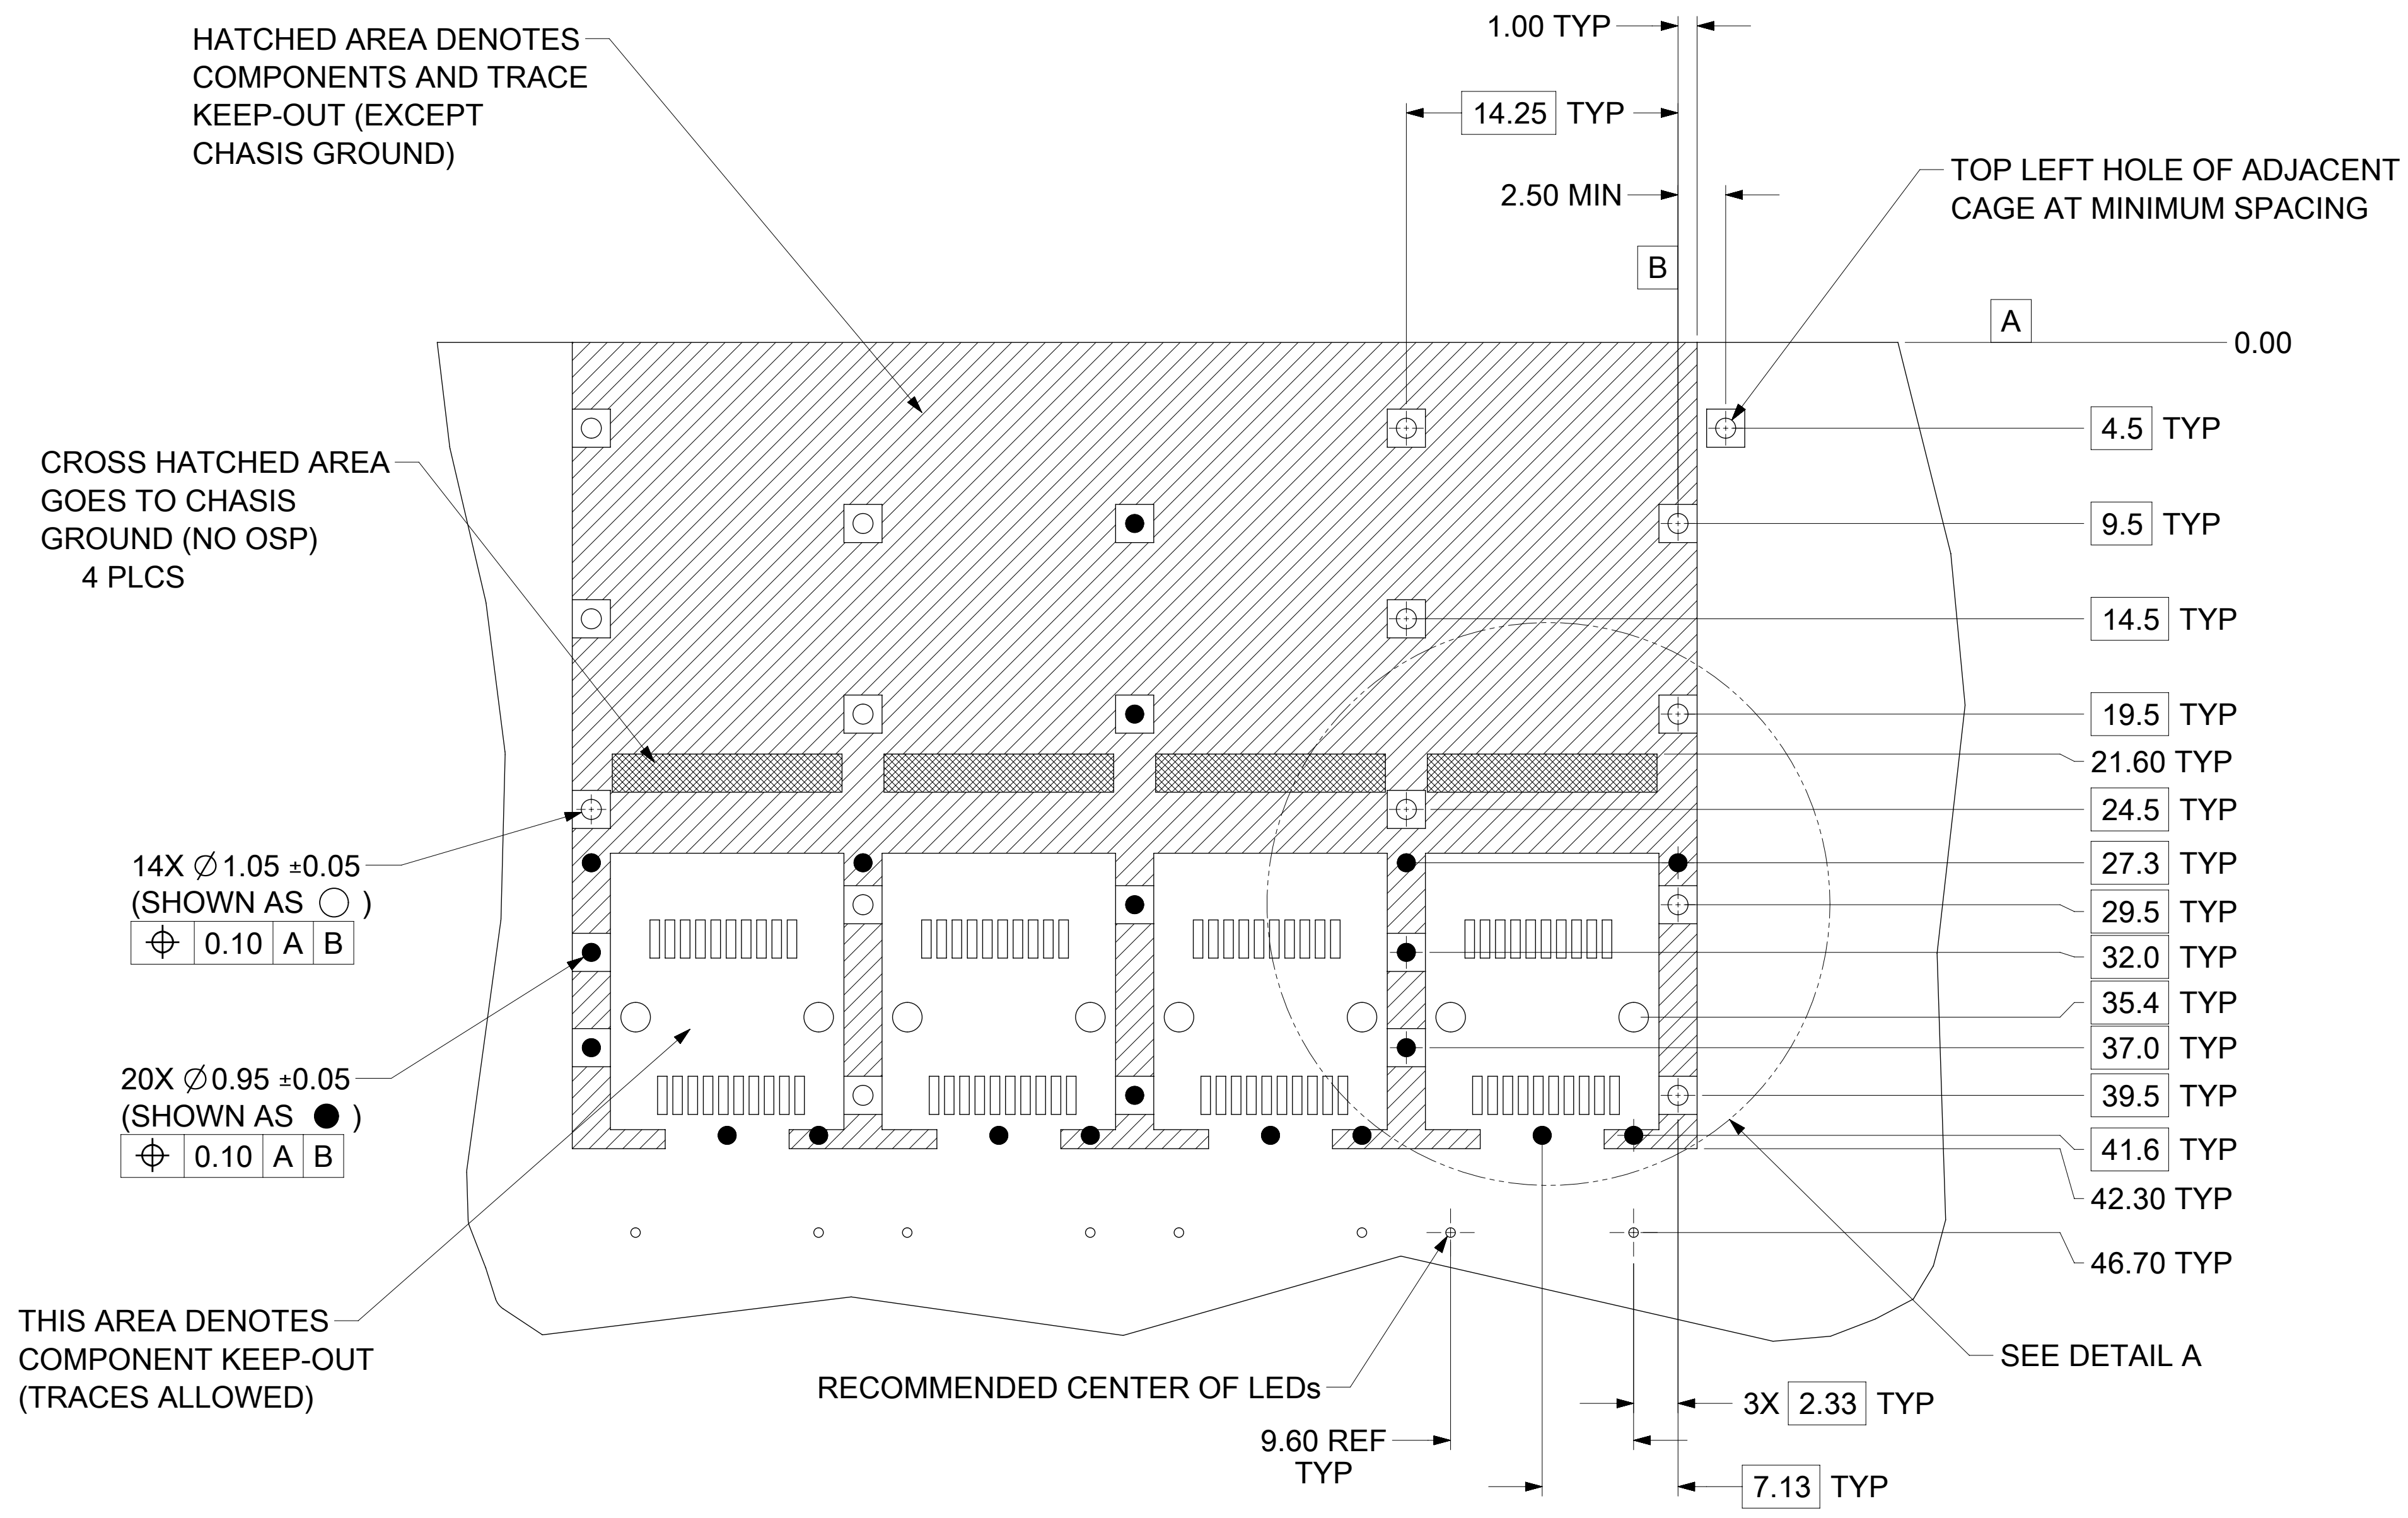 HATCHED AREA DENOTES
COMPONENTS AND TRACE
KEEP-OUT (EXCEPT
CHASIS GROUND)
1.00 TYP
14.25 TYP
2.50 MIN
TOP LEFT HOLE OF ADJACENT
CAGE AT MINIMUM SPACING
B
A
0.00
4.5 TYP
CROSS HATCHED AREA
GOES TO CHASIS
GROUND (NO OSP)
4 PLCS
9.5 TYP
14.5 TYP
19.5 TYP
21.60 TYP
24.5 TYP
27.3 TYP
29.5 TYP
32.0 TYP
35.4 TYP
37.0 TYP
39.5 TYP
41.6 TYP
42.30 TYP
46.70 TYP
14X ∅1.05 ±0.05
(SHOWN AS ○ )
⌖ 0.10 A B
20X ∅0.95 ±0.05
(SHOWN AS ● )
⌖ 0.10 A B
THIS AREA DENOTES
COMPONENT KEEP-OUT
(TRACES ALLOWED)
RECOMMENDED CENTER OF LEDs
SEE DETAIL A
3X 2.33 TYP
9.60 REF
TYP
7.13 TYP